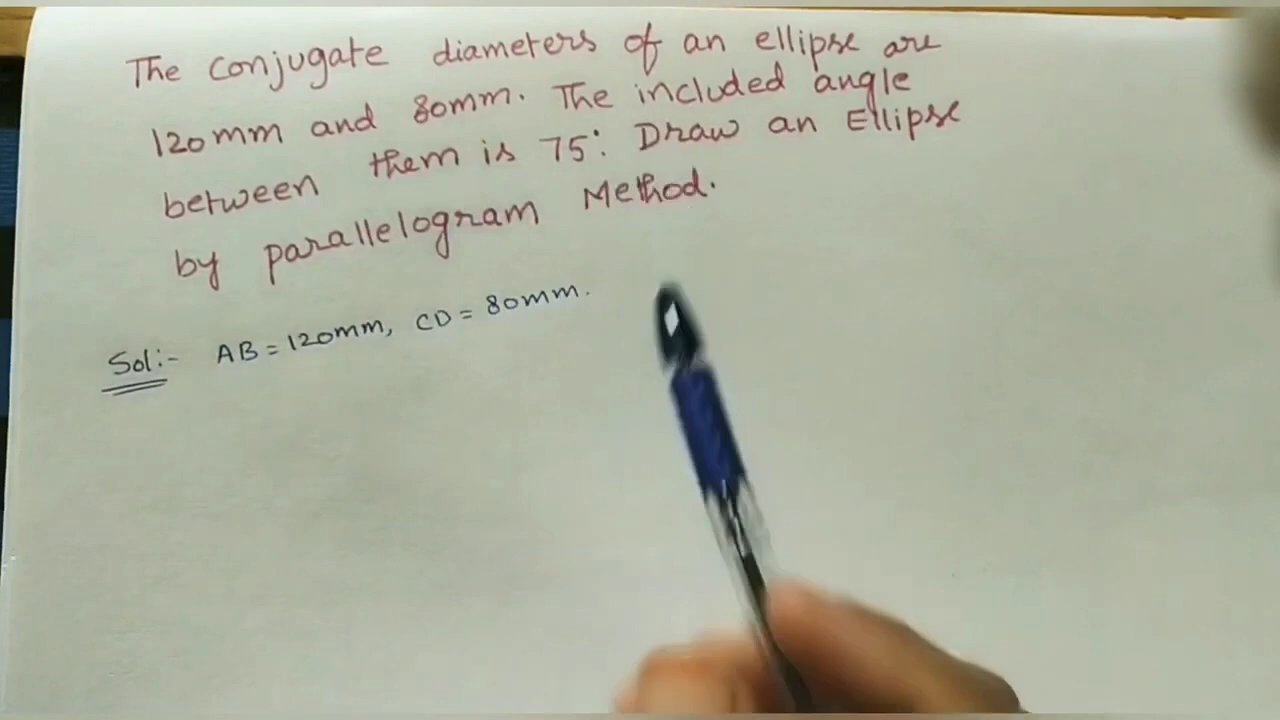 The conjugate diameters of an ellipse are
120mm and 80mm. The included angle
between them is 75°. Draw an Ellipse
by parallelogram Method.
Sol:- AB = 120mm, CD = 80mm.